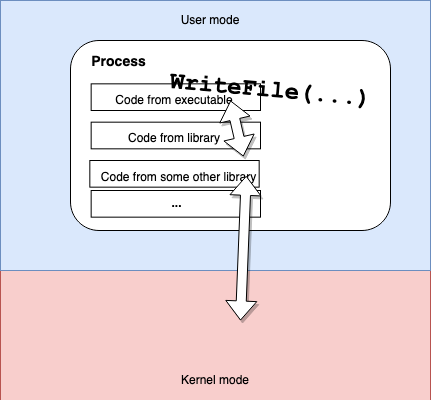 User mode
Process
WriteFile(...)
Code from executable
Code from library
Code from some other library
...
Kernel mode